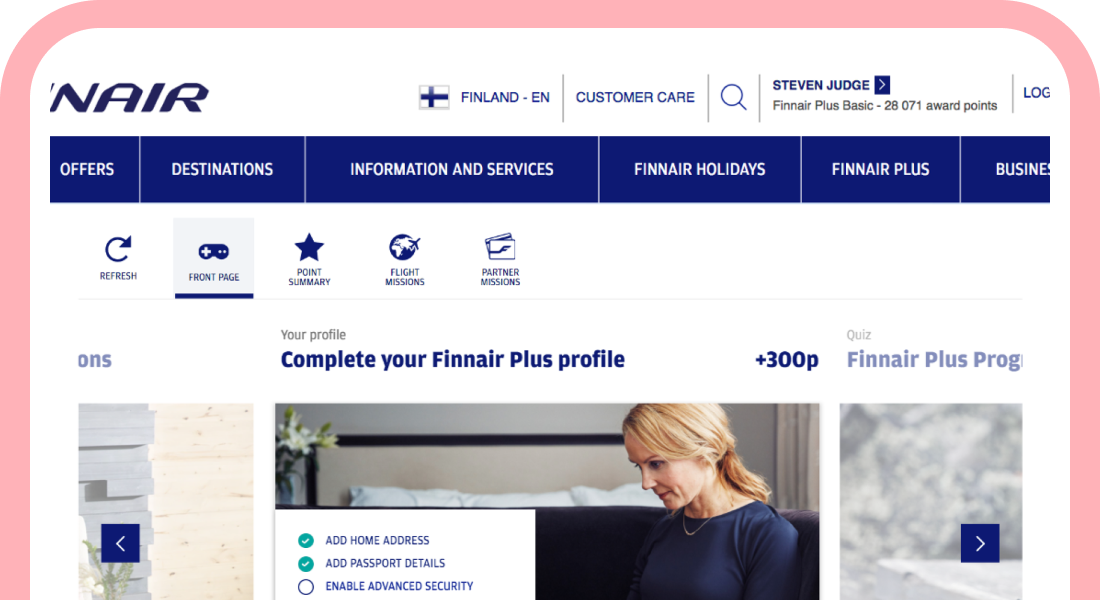 NNAIR
FINLAND - EN
CUSTOMER CARE
STEVEN JUDGE
Finnair Plus Basic - 28 071 award points
LOG
OFFERS
DESTINATIONS
INFORMATION AND SERVICES
FINNAIR HOLIDAYS
FINNAIR PLUS
BUSINES
REFRESH
FRONT PAGE
POINT
SUMMARY
FLIGHT
MISSIONS
PARTNER
MISSIONS
ons
Your profile
Complete your Finnair Plus profile
+300p
Quiz
Finnair Plus Prog
ADD HOME ADDRESS
ADD PASSPORT DETAILS
ENABLE ADVANCED SECURITY